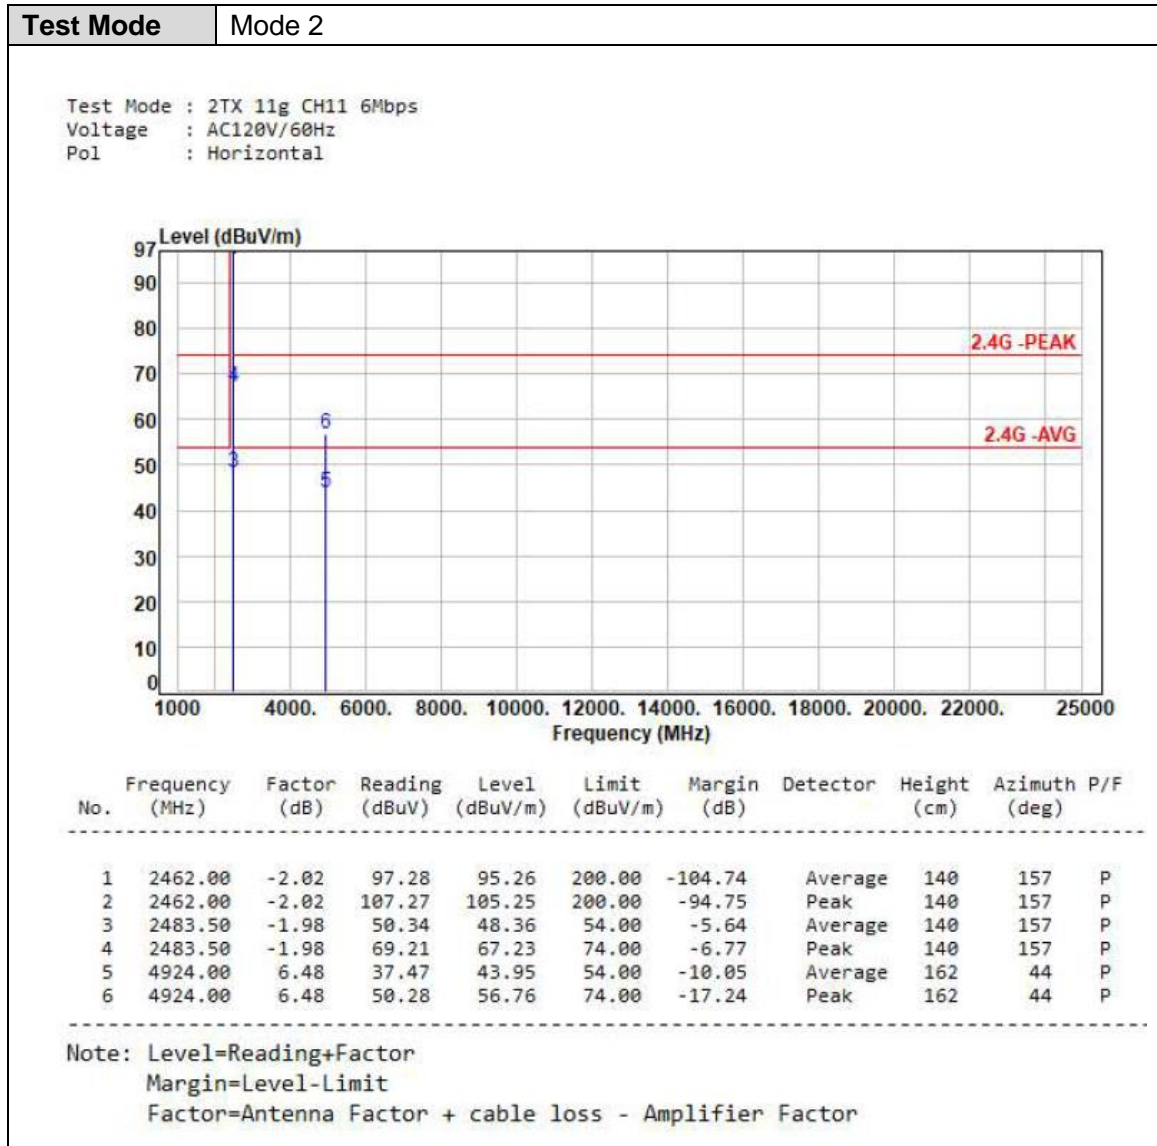 Test Mode Mode 2
Test Mode : 2TX 11g CH11 6Mbps
Voltage : AC120V/60Hz
Pol : Horizontal
97 Level (dBuV/m)
90
80
2.4G -PEAK
70
4
60
6
2.4G -AVG
50
3
5
40
30
20
10
0
1000 4000. 6000. 8000. 10000. 12000. 14000. 16000. 18000. 20000. 22000. 25000
Frequency (MHz)
Frequency Factor Reading Level Limit Margin Detector Height Azimuth P/F
No. (MHz) (dB) (dBuV) (dBuV/m) (dBuV/m) (dB) (cm) (deg)
1 2462.00 -2.02 97.28 95.26 200.00 -104.74 Average 140 157 P
2 2462.00 -2.02 107.27 105.25 200.00 -94.75 Peak 140 157 P
3 2483.50 -1.98 50.34 48.36 54.00 -5.64 Average 140 157 P
4 2483.50 -1.98 69.21 67.23 74.00 -6.77 Peak 140 157 P
5 4924.00 6.48 37.47 43.95 54.00 -10.05 Average 162 44 P
6 4924.00 6.48 50.28 56.76 74.00 -17.24 Peak 162 44 P
Note: Level=Reading+Factor
Margin=Level-Limit
Factor=Antenna Factor + cable loss - Amplifier Factor